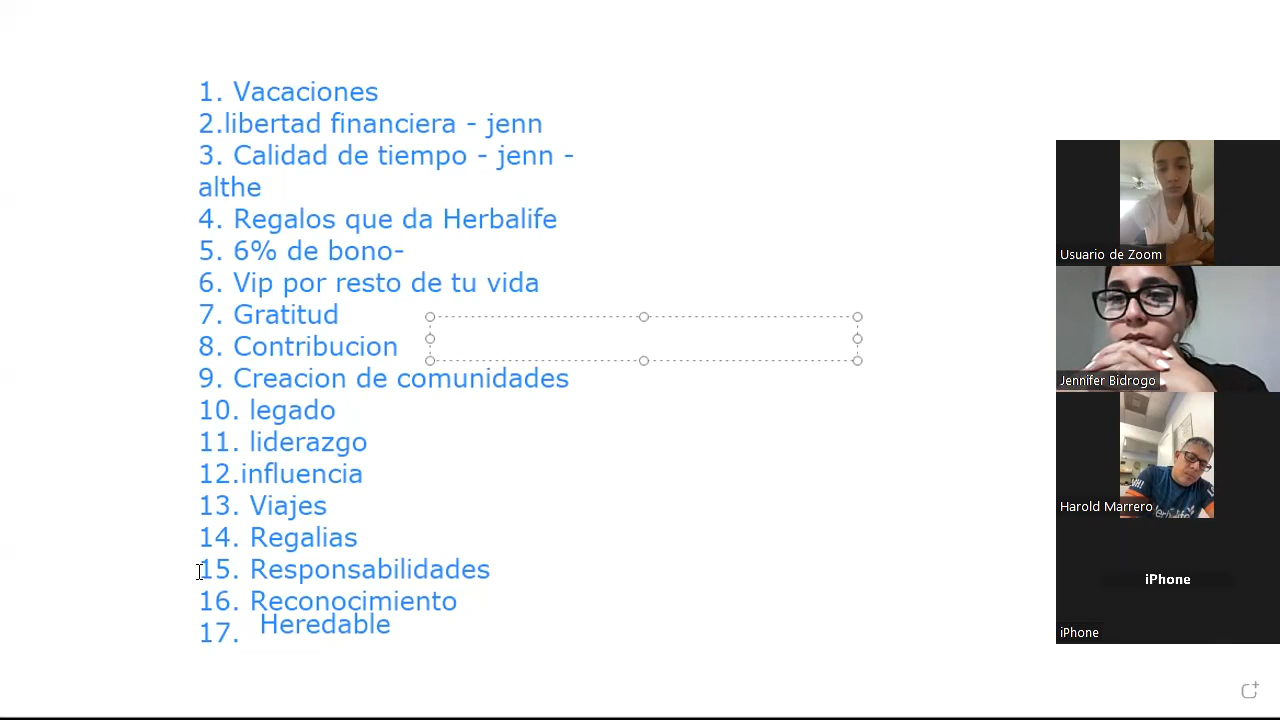 1. Vacaciones
2.libertad financiera - jenn
3. Calidad de tiempo - jenn -
althe
4. Regalos que da Herbalife
5. 6% de bono-
6. Vip por resto de tu vida
7. Gratitud
8. Contribucion
9. Creacion de comunidades
10. legado
11. liderazgo
12.influencia
13. Viajes
14. Regalias
15. Responsabilidades
16. Reconocimiento
17. Heredable
Usuario de Zoom
Jennifer Bidrogo
Harold Marrero
iPhone
iPhone